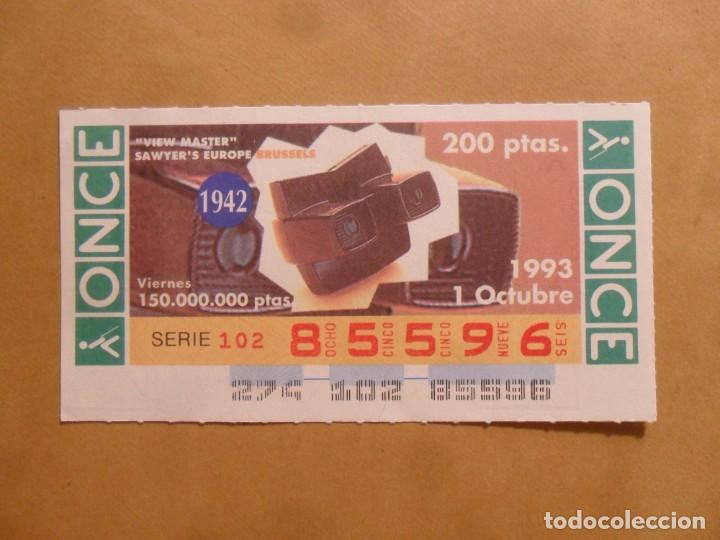 ONCE
"VIEW MASTER"
SAWYER'S EUROPE BRUSSELS
200 ptas.
1942
Viernes
150.000.000 ptas.
1993
1 Octubre
SERIE 102
8 OCHO 5 CINCO 5 CINCO 9 NUEVE 6 SEIS
274 102 85596
ONCE
todocoleccion.net